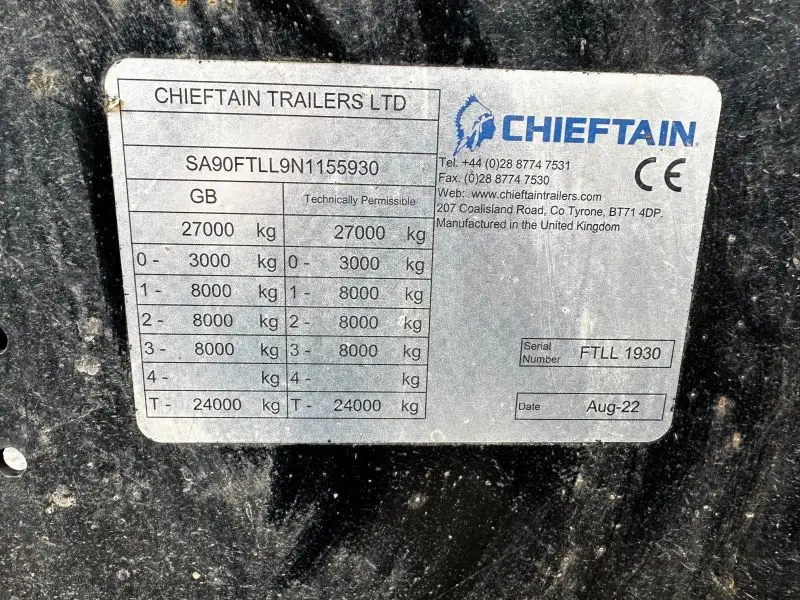 CHIEFTAIN TRAILERS LTD
SA90FTLL9N1155930
GB Technically Permissible
27000 kg 27000 kg
0 - 3000 kg 0 - 3000 kg
1 - 8000 kg 1 - 8000 kg
2 - 8000 kg 2 - 8000 kg
3 - 8000 kg 3 - 8000 kg
4 - kg 4 - kg
T - 24000 kg T - 24000 kg
CHIEFTAIN
Tel. +44 (0)28 8774 7531
Fax. (0)28 8774 7530
Web: www.chieftaintrailers.com
207 Coalisland Road, Co Tyrone, BT71 4DP.
Manufactured in the United Kingdom
CE
Serial Number FTLL 1930
Date Aug-22